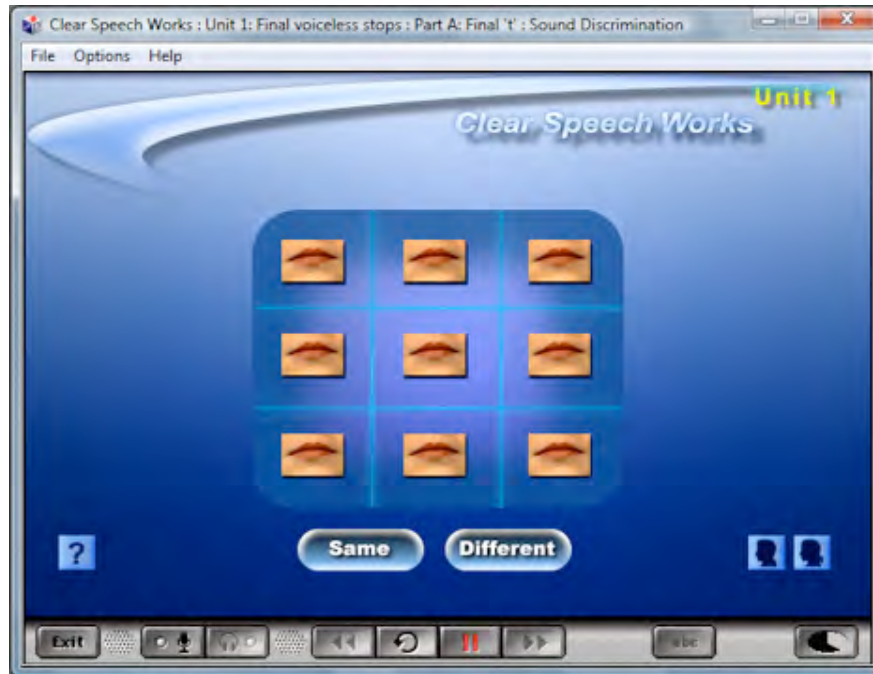 Clear Speech Works : Unit 1: Final voiceless stops : Part A: Final 't' : Sound Discrimination
File Options Help
Unit 1
Clear Speech Works
? Same Different
Exit abc